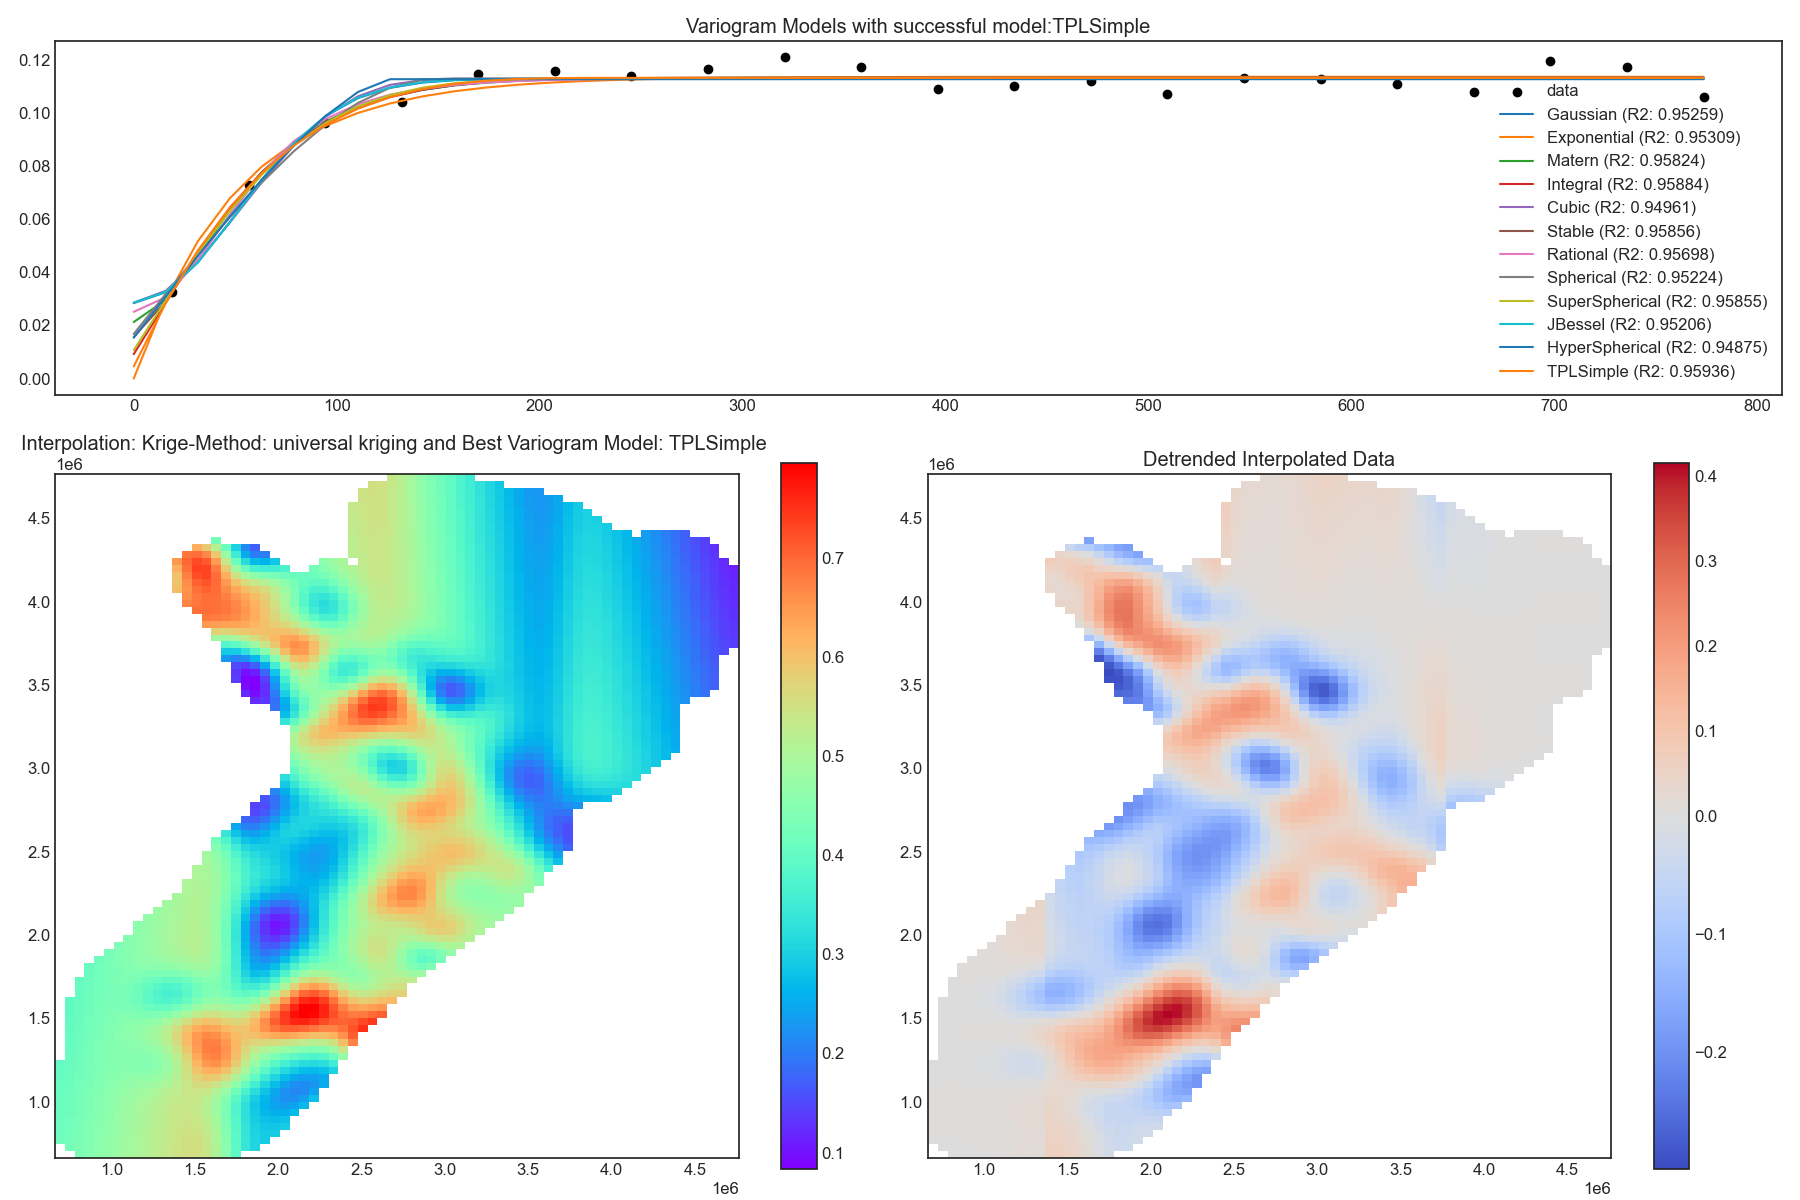 Variogram Models with successful model:TPLSimple
0.12
0.10
0.08
0.06
0.04
0.02
0.00
data
Gaussian (R2: 0.95259)
Exponential (R2: 0.95309)
Matern (R2: 0.95824)
Integral (R2: 0.95884)
Cubic (R2: 0.94961)
Stable (R2: 0.95856)
Rational (R2: 0.95698)
Spherical (R2: 0.95224)
SuperSpherical (R2: 0.95855)
JBessel (R2: 0.95206)
HyperSpherical (R2: 0.94875)
TPLSimple (R2: 0.95936)
0 100 200 300 400 500 600 700 800
Interpolation: Krige-Method: universal kriging and Best Variogram Model: TPLSimple
1e6
4.5
4.0
3.5
3.0
2.5
2.0
1.5
1.0
1.0 1.5 2.0 2.5 3.0 3.5 4.0 4.5
1e6
0.7
0.6
0.5
0.4
0.3
0.2
0.1
Detrended Interpolated Data
1e6
4.5
4.0
3.5
3.0
2.5
2.0
1.5
1.0
1.0 1.5 2.0 2.5 3.0 3.5 4.0 4.5
1e6
0.4
0.3
0.2
0.1
0.0
−0.1
−0.2